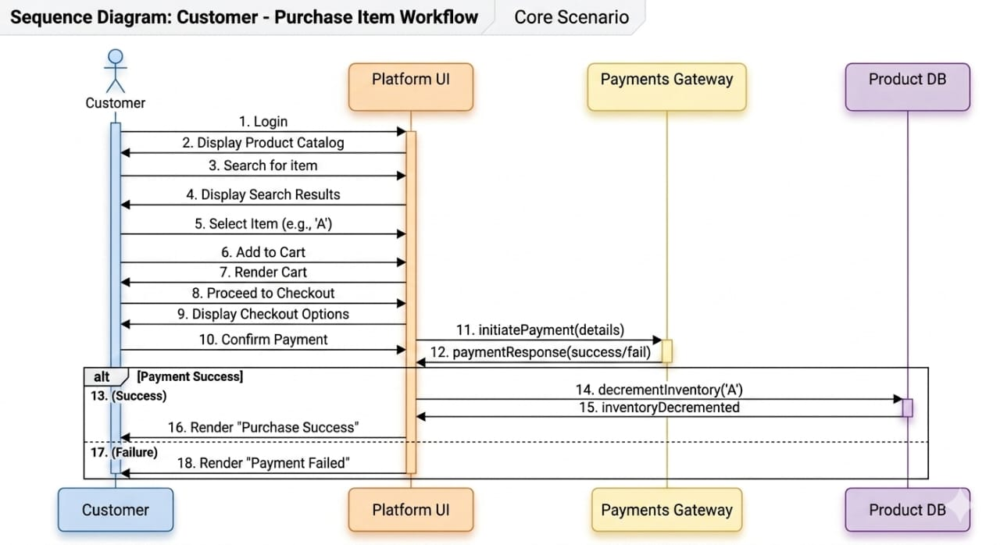 Sequence Diagram: Customer - Purchase Item Workflow
Core Scenario
Customer
Platform UI
Payments Gateway
Product DB
1. Login
2. Display Product Catalog
3. Search for item
4. Display Search Results
5. Select Item (e.g., 'A')
6. Add to Cart
7. Render Cart
8. Proceed to Checkout
9. Display Checkout Options
10. Confirm Payment
11. initiatePayment(details)
12. paymentResponse(success/fail)
alt
[Payment Success]
13. (Success)
14. decrementInventory('A')
15. inventoryDecremented
16. Render "Purchase Success"
17. (Failure)
18. Render "Payment Failed"
Customer
Platform UI
Payments Gateway
Product DB